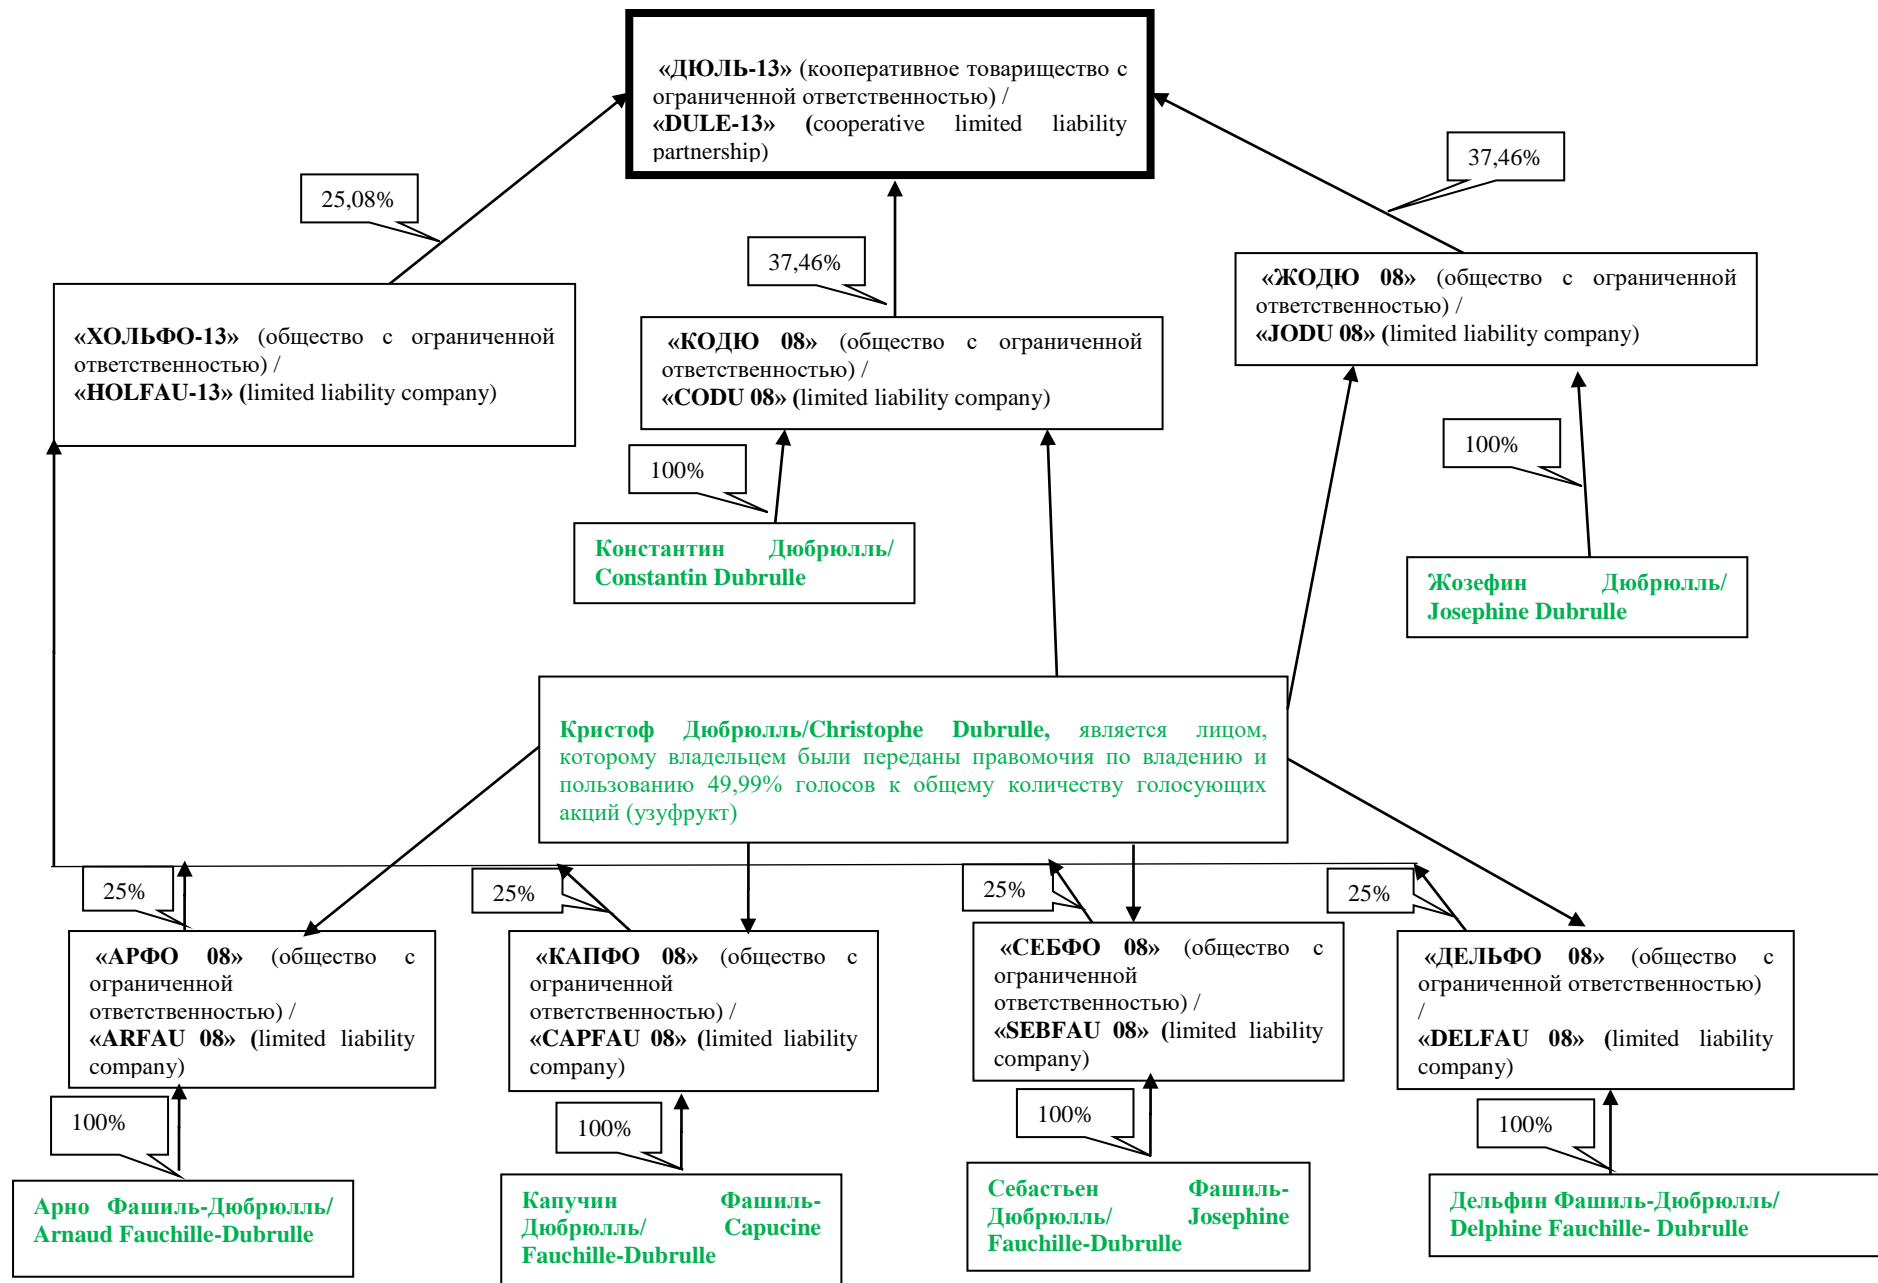 «ДЮЛЬ-13» (кооперативное товарищество с
ограниченной ответственностью) /
«DULE-13» (cooperative limited liability
partnership)
25,08%
37,46%
37,46%
«ХОЛЬФО-13» (общество с ограниченной
ответственностью) /
«HOLFAU-13» (limited liability company)
«КОДЮ 08» (общество с ограниченной
ответственностью) /
«CODU 08» (limited liability company)
«ЖОДЮ 08» (общество с ограниченной
ответственностью) /
«JODU 08» (limited liability company)
100%
100%
Константин Дюбрюлль/
Constantin Dubrulle
Жозефин Дюбрюлль/
Josephine Dubrulle
Кристоф Дюбрюлль/Christophe Dubrulle, является лицом,
которому владельцем были переданы правомочия по владению и
пользованию 49,99% голосов к общему количеству голосующих
акций (узуфрукт)
25%
25%
25%
25%
«АРФО 08» (общество с
ограниченной
ответственностью) /
«ARFAU 08» (limited liability
company)
«КАПФО 08» (общество с
ограниченной
ответственностью) /
«CAPFAU 08» (limited liability
company)
«СЕБФО 08» (общество с
ограниченной
ответственностью) /
«SEBFAU 08» (limited liability
company)
«ДЕЛЬФО 08» (общество с
ограниченной ответственностью)
/
«DELFAU 08» (limited liability
company)
100%
100%
100%
100%
Арно Фашиль-Дюбрюлль/
Arnaud Fauchille-Dubrulle
Капучин Фашиль-
Дюбрюлль/ Capucine
Fauchille-Dubrulle
Себастьен Фашиль-
Дюбрюлль/ Josephine
Fauchille-Dubrulle
Дельфин Фашиль-Дюбрюлль/
Delphine Fauchille- Dubrulle